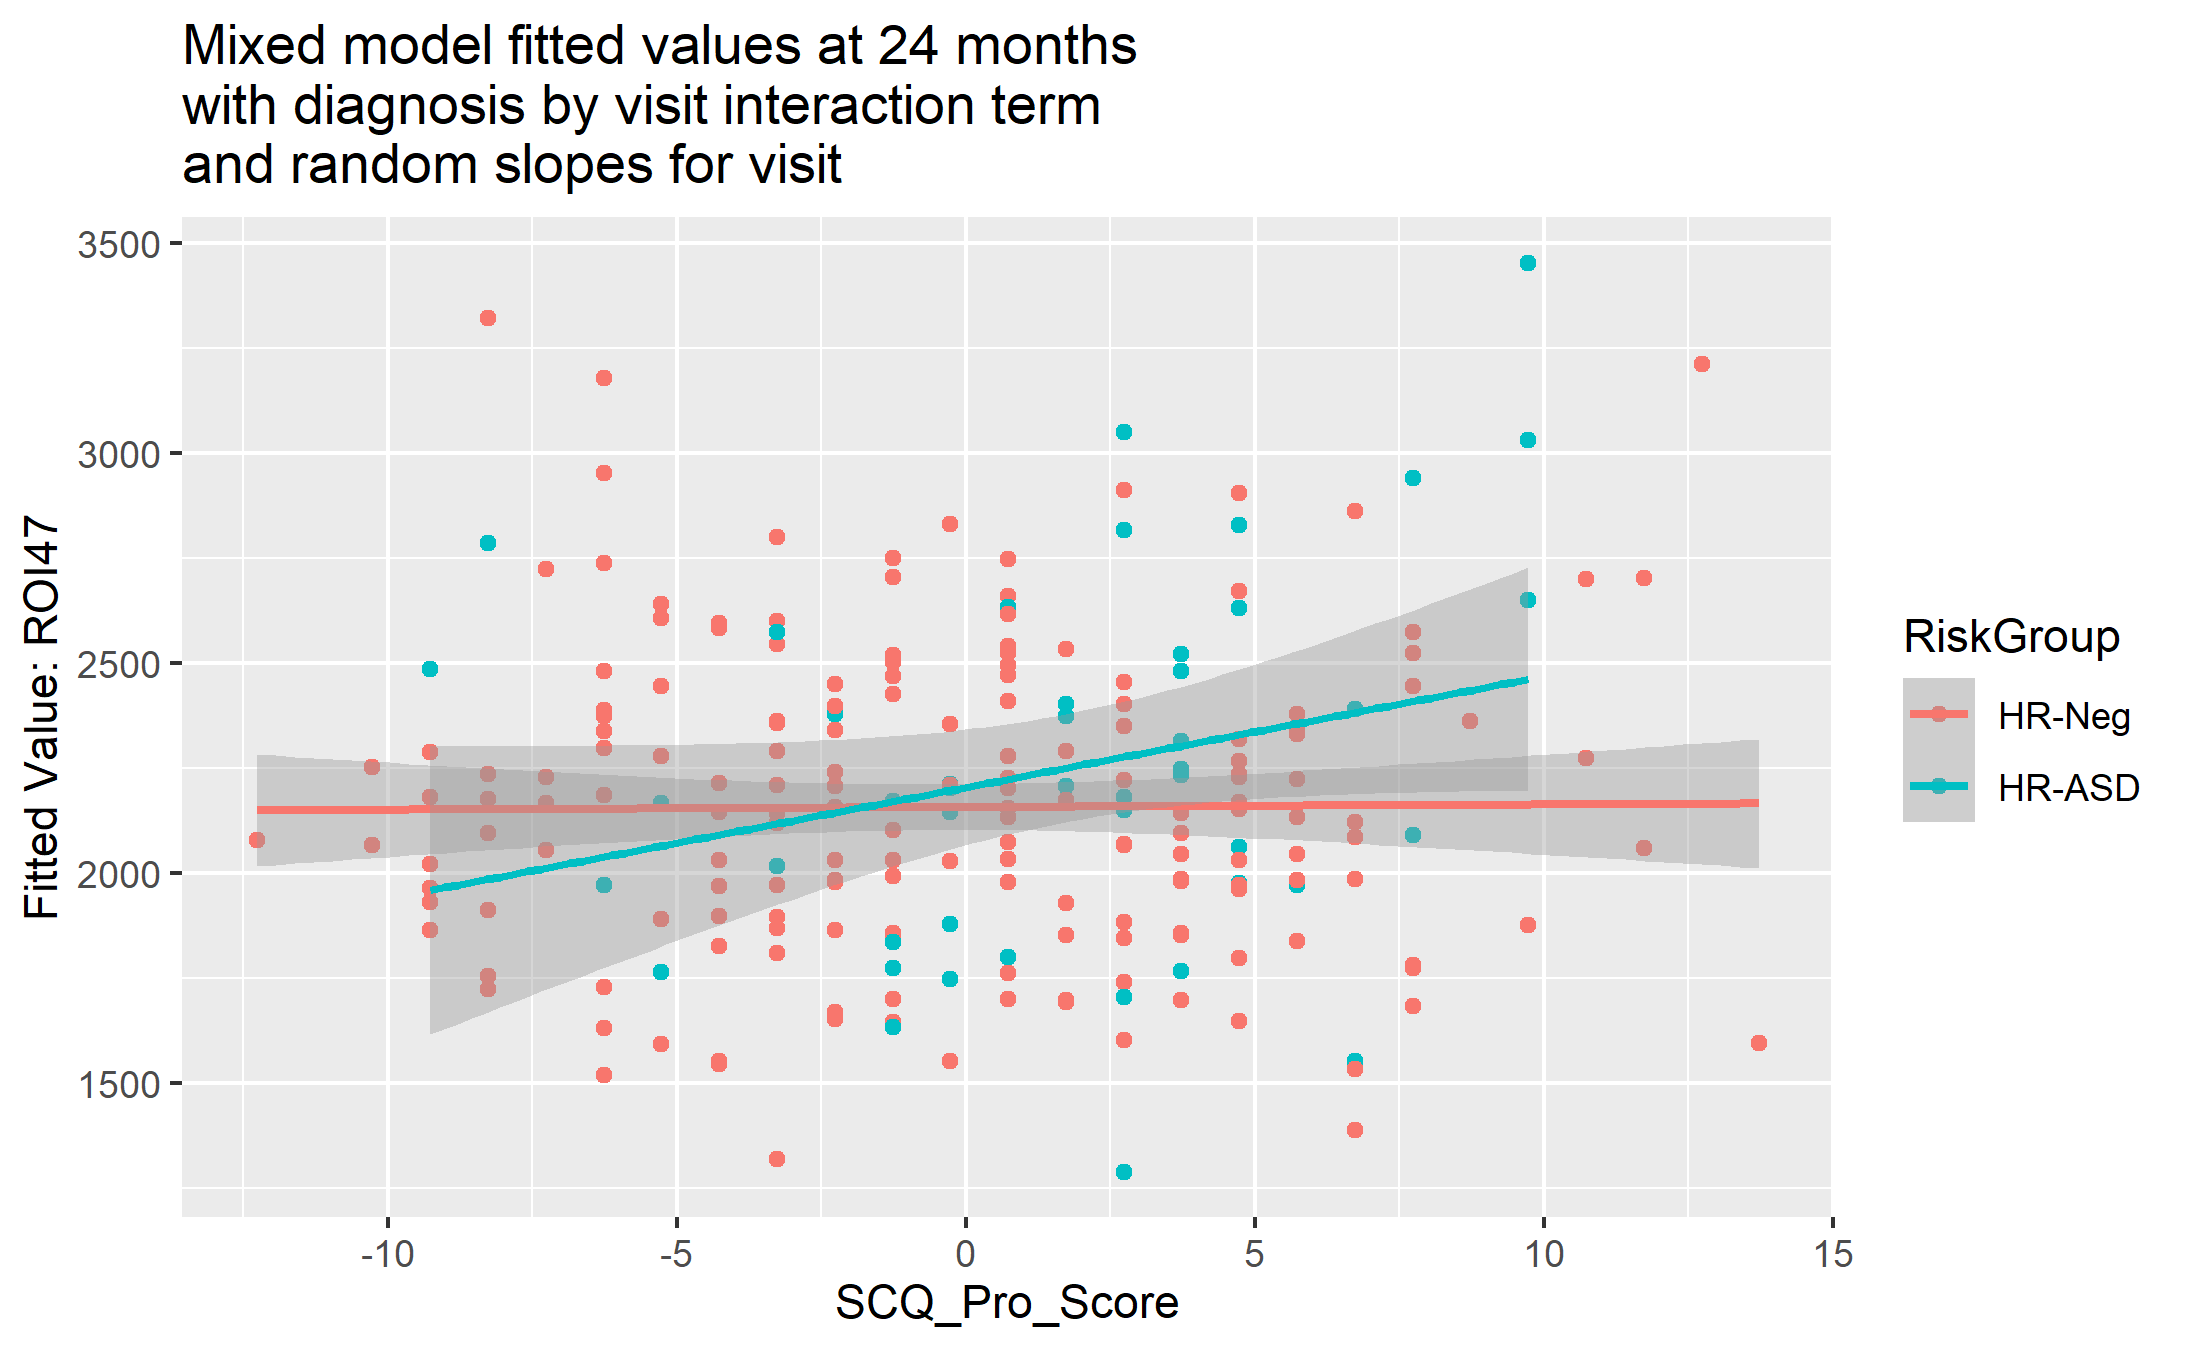 Mixed model fitted values at 24 months
with diagnosis by visit interaction term
and random slopes for visit
3500
3000
2500
2000
1500
Fitted Value: ROI47
-10
-5
0
5
10
15
SCQ_Pro_Score
RiskGroup
HR-Neg
HR-ASD